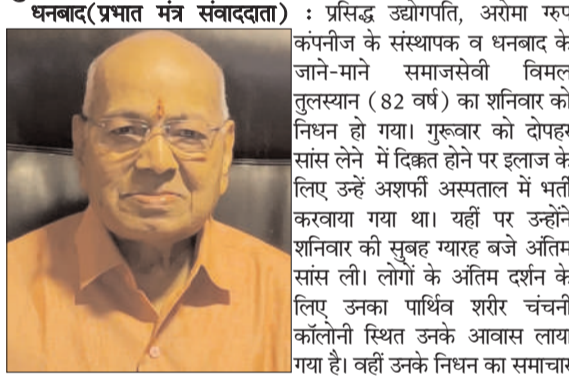 धनबाद(प्रभात मंत्र संवाददाता) : प्रसिद्ध उद्योगपति, अरोमा ग्रुप
कंपनीज के संस्थापक व धनबाद के
जाने-माने समाजसेवी विमल
तुलस्यान (82 वर्ष) का शनिवार को
निधन हो गया। गुरूवार को दोपहर
सांस लेने में दिक्कत होने पर इलाज के
लिए उन्हें अशर्फी अस्पताल में भर्ती
करवाया गया था। यहीं पर उन्होंने
शनिवार की सुबह ग्यारह बजे अंतिम
सांस ली। लोगों के अंतिम दर्शन के
लिए उनका पार्थिव शरीर चंचनी
कॉलोनी स्थित उनके आवास लाया
गया है। वहीं उनके निधन का समाचार